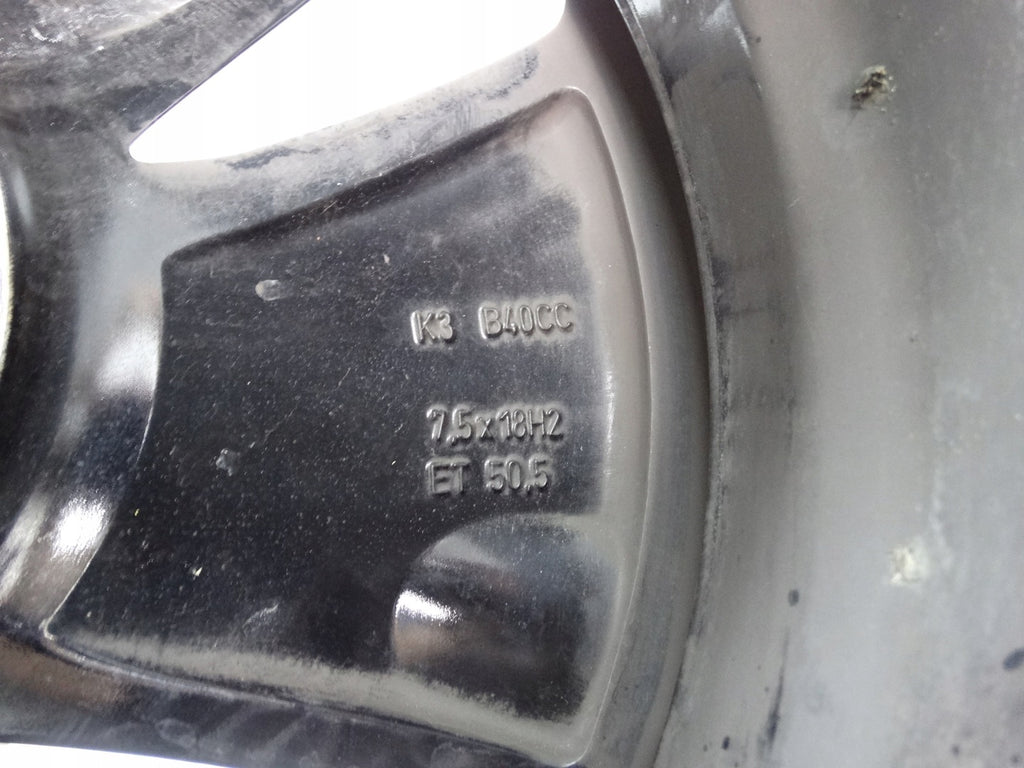 K3 B40CC
7,5x18H2
ET 50,5